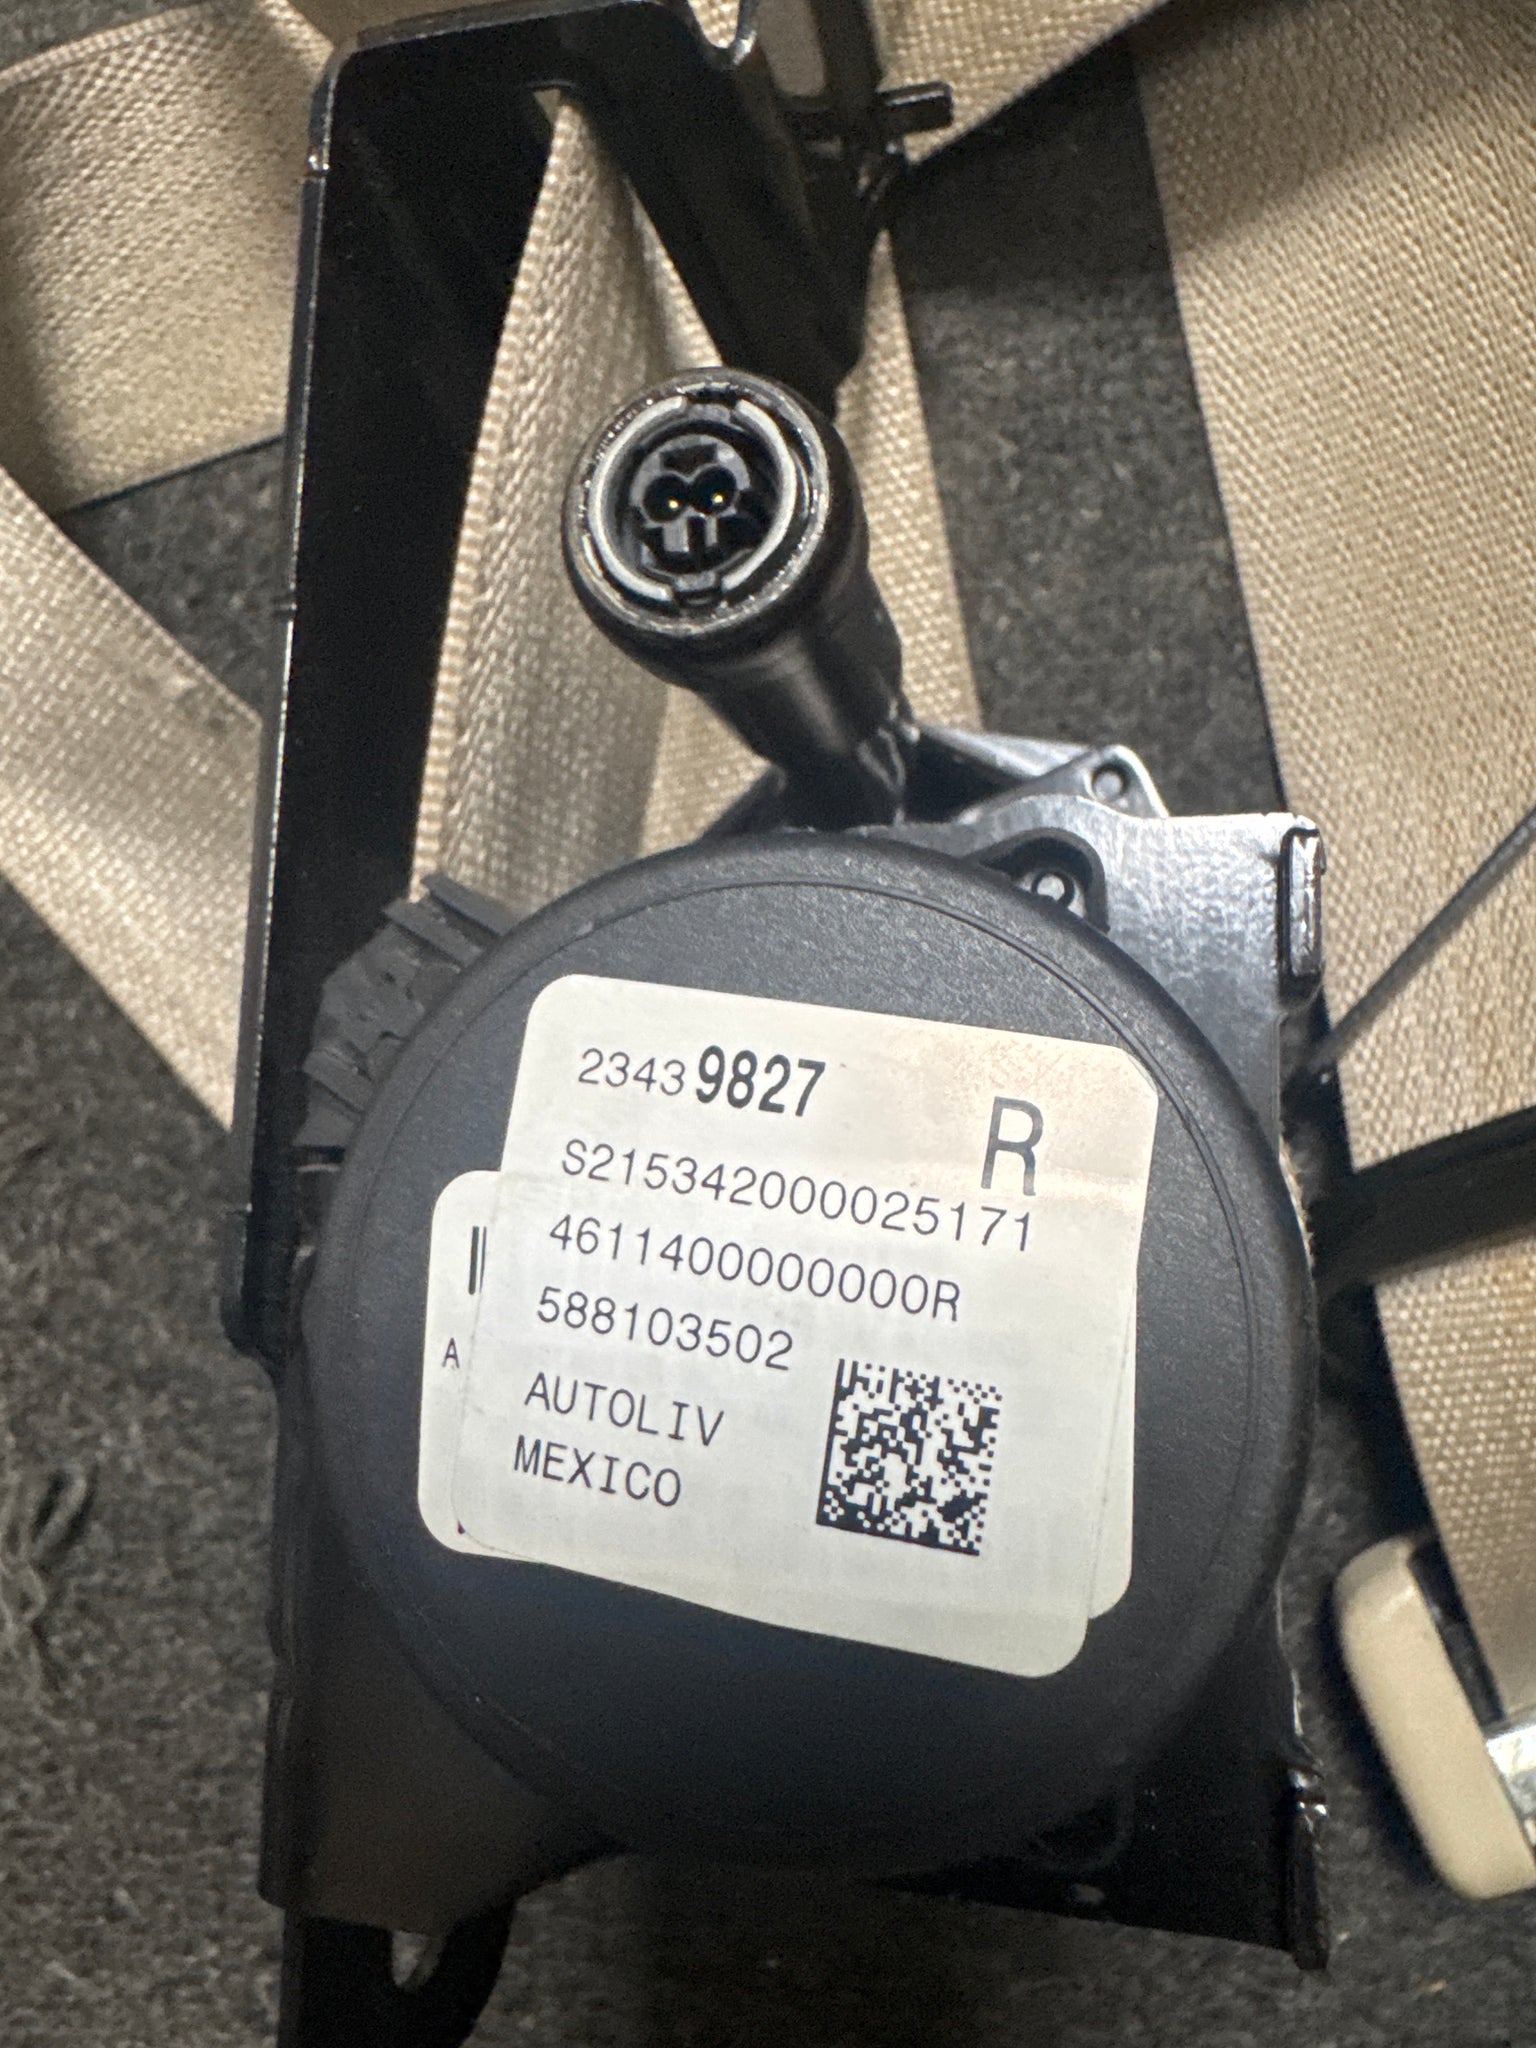 23439827
R
S215342000025171
4611400000000R
588103502
A
AUTOLIV
MEXICO